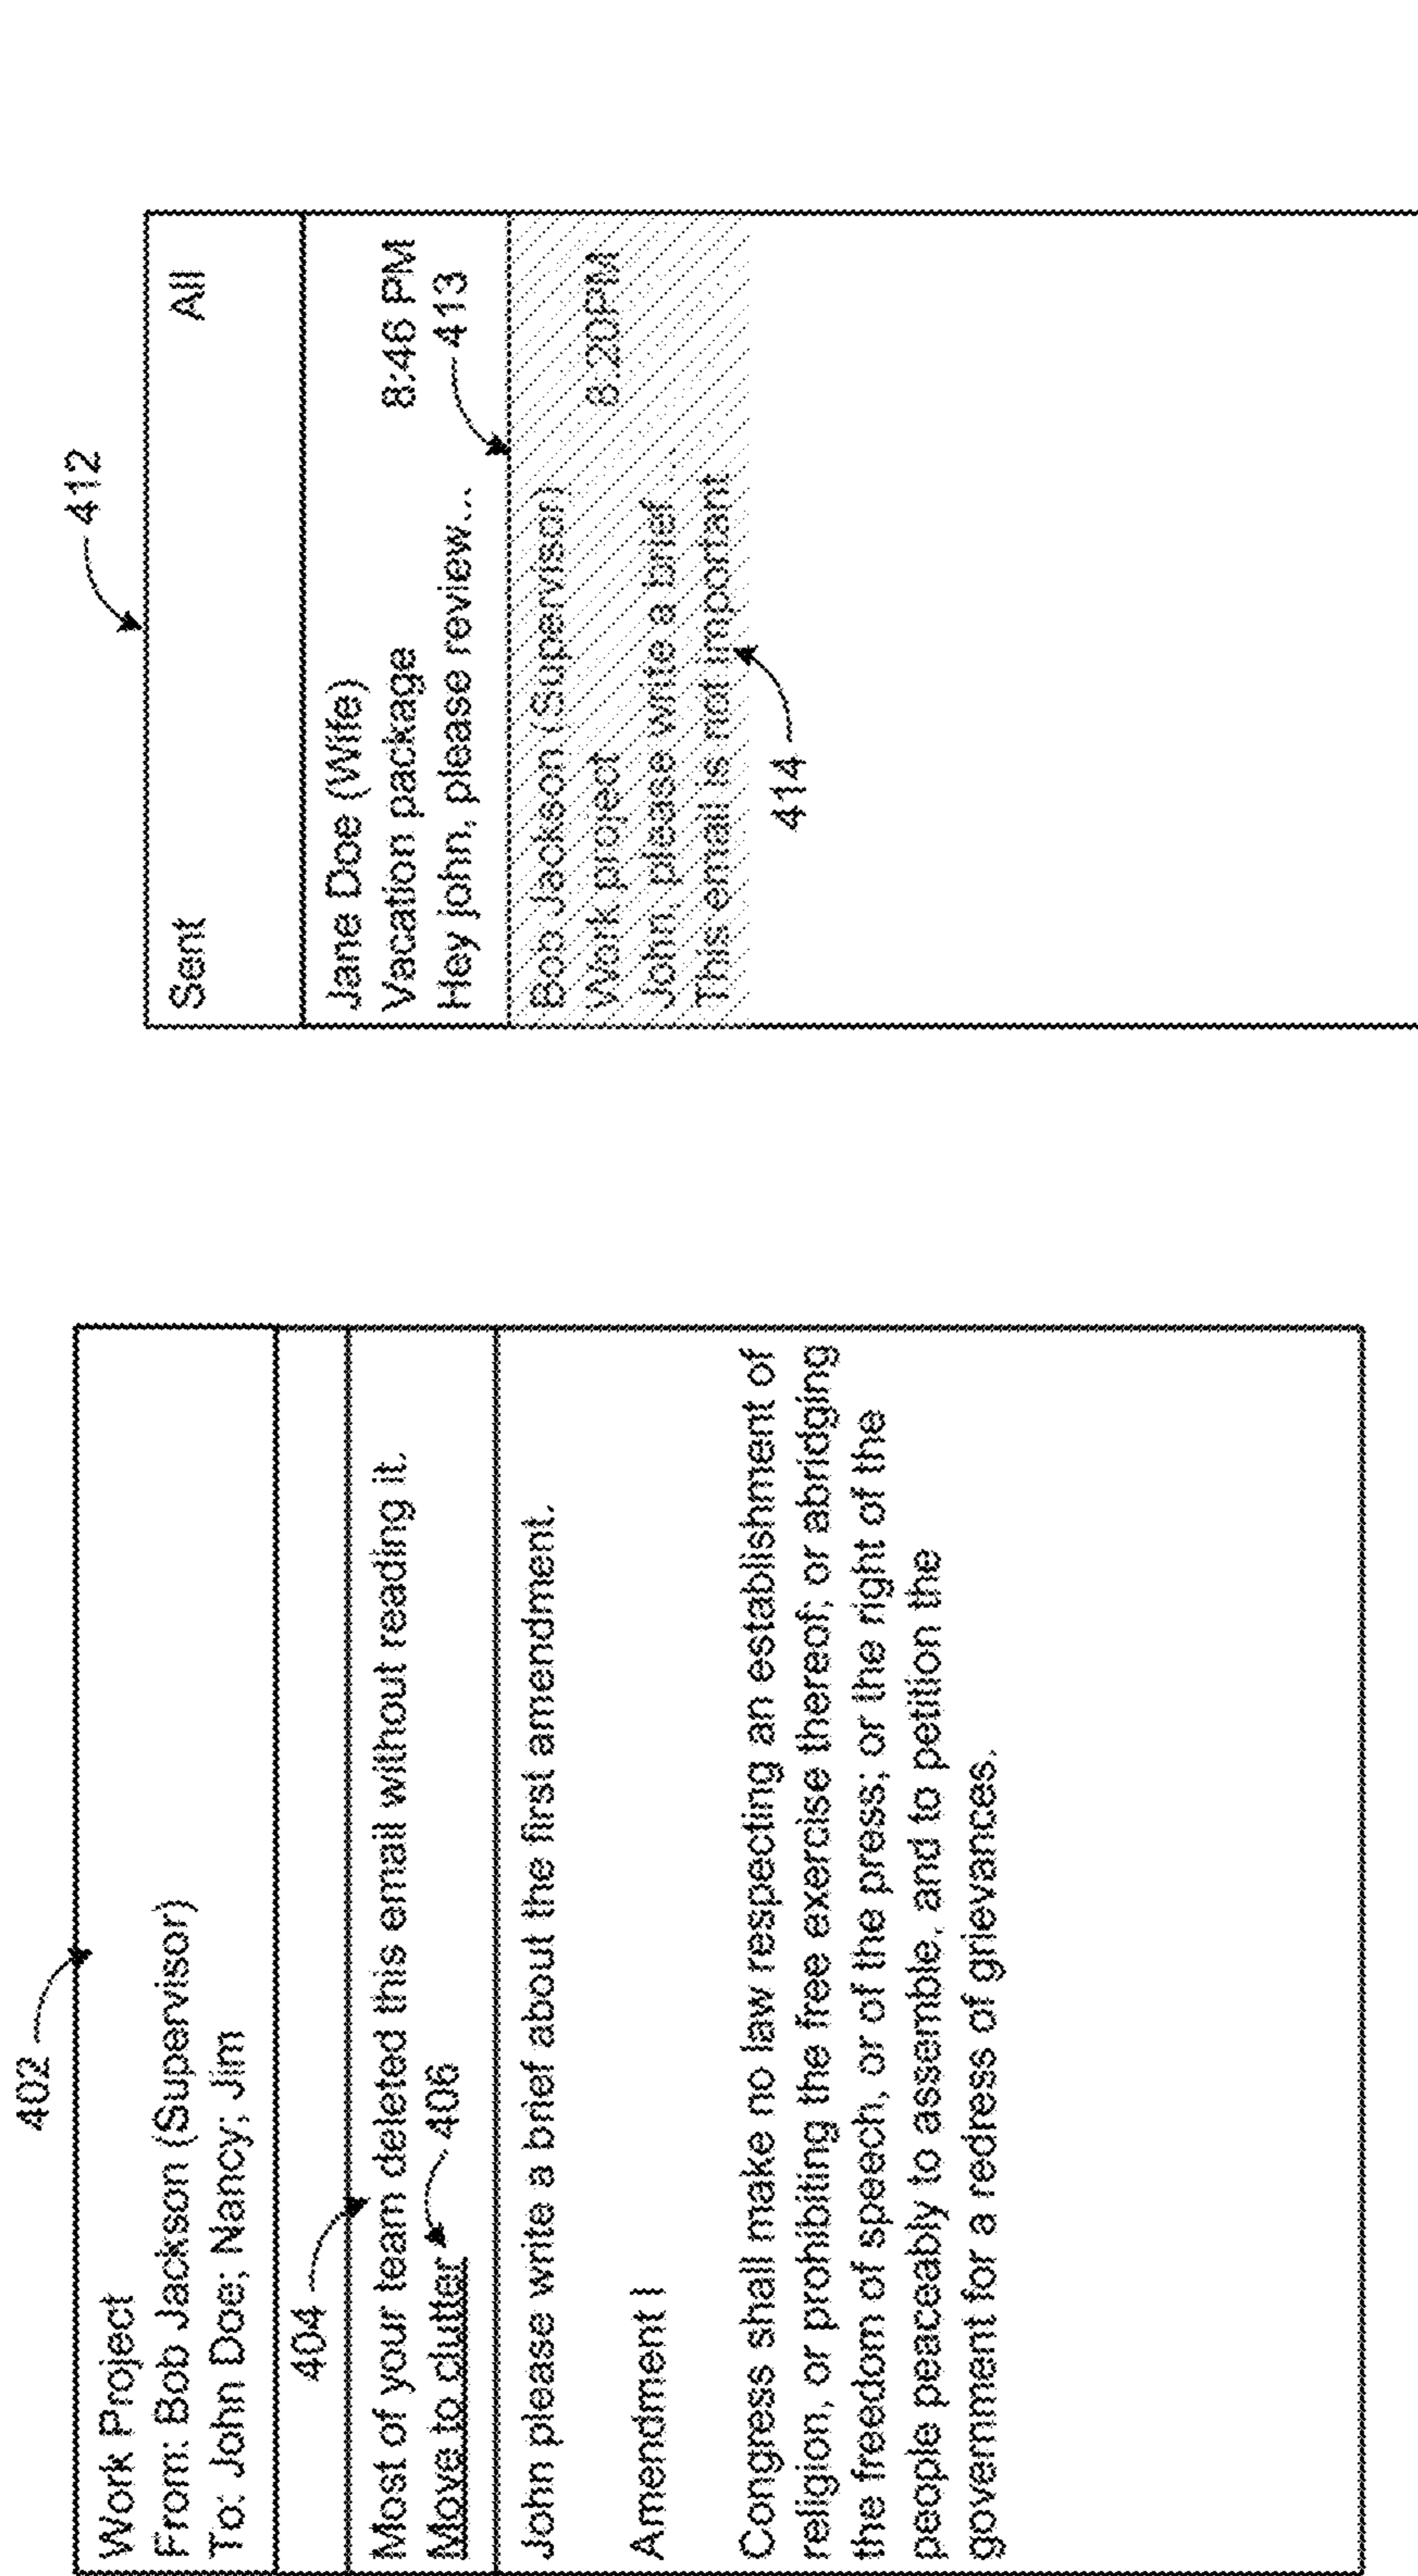 402
Work Project
From: Bob Jackson (Supervisor)
To: John Doe; Nancy; Jim
404
Most of your team deleted this email without reading it.
Move to clutter
406
John please write a brief about the first amendment.
Amendment I
Congress shall make no law respecting an establishment of
religion, or prohibiting the free exercise thereof; or abridging
the freedom of speech, or of the press; or the right of the
people peaceably to assemble, and to petition the
government for a redress of grievances.
412
Sent All
Jane Doe (Wife)
Vacation package 8:46 PM
Hey john, please review...
413
Bob Jackson (Supervisor)
Work project 8:20PM
John, please write a brief ...
This email is not important
414